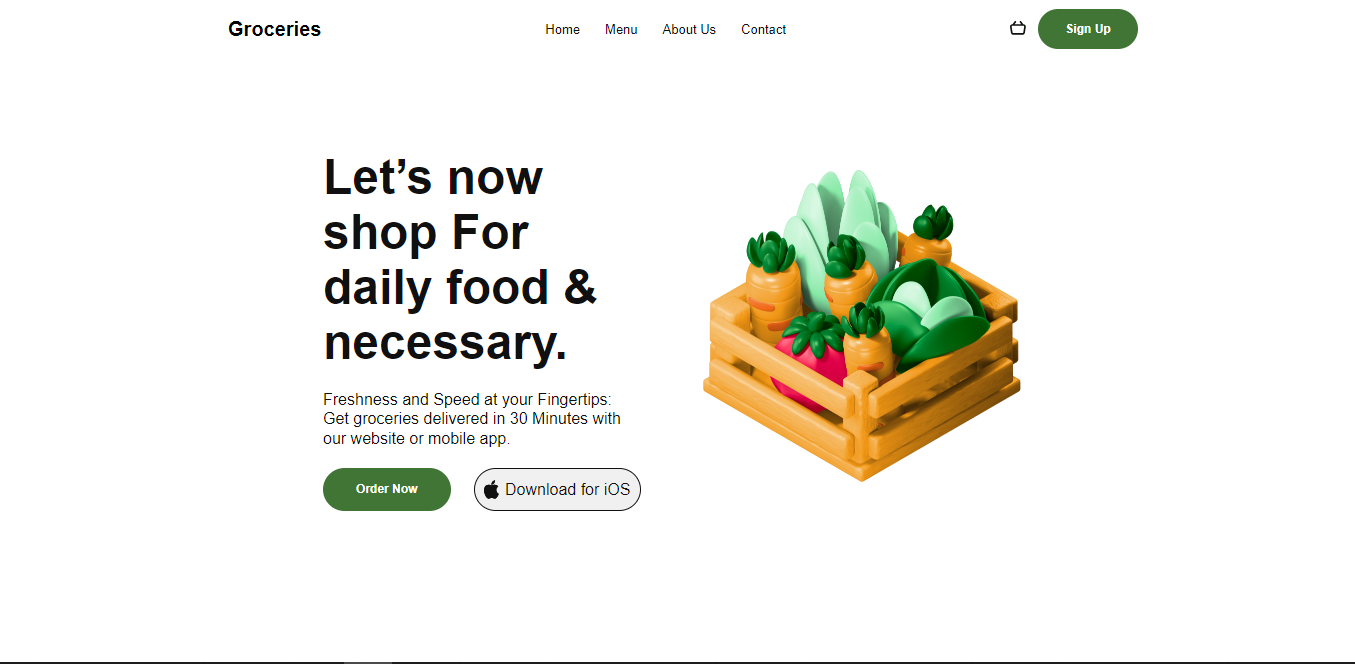 Groceries
Home Menu About Us Contact
Sign Up
Let’s now
shop For
daily food &
necessary.
Freshness and Speed at your Fingertips:
Get groceries delivered in 30 Minutes with
our website or mobile app.
Order Now
Download for iOS